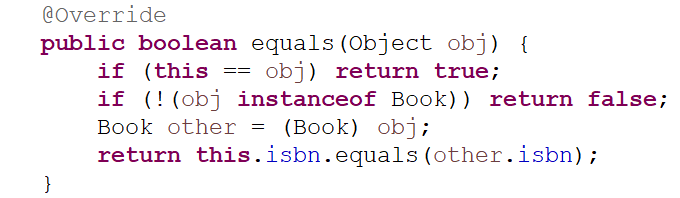 @Override
public boolean equals(Object obj) {
    if (this == obj) return true;
    if (!(obj instanceof Book)) return false;
    Book other = (Book) obj;
    return this.isbn.equals(other.isbn);
}